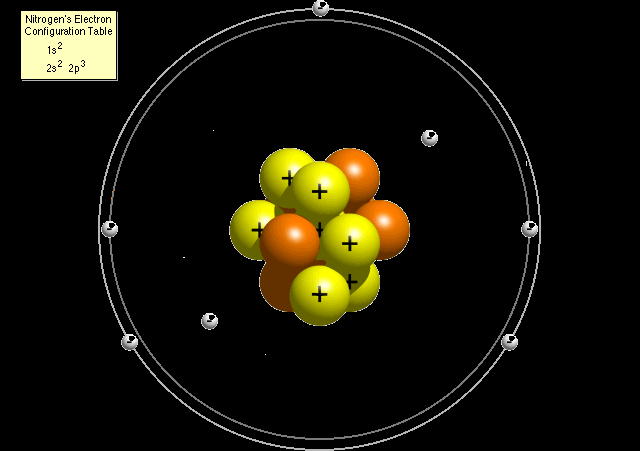 Nitrogen's Electron
Configuration Table
1s²
2s² 2p³
+
+
+
+
+
+
+